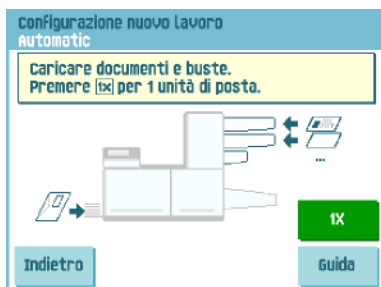 Configurazione nuovo lavoro
Automatic
Caricare documenti e buste.
Premere 1x per 1 unità di posta.
...
1X
Indietro
Guida